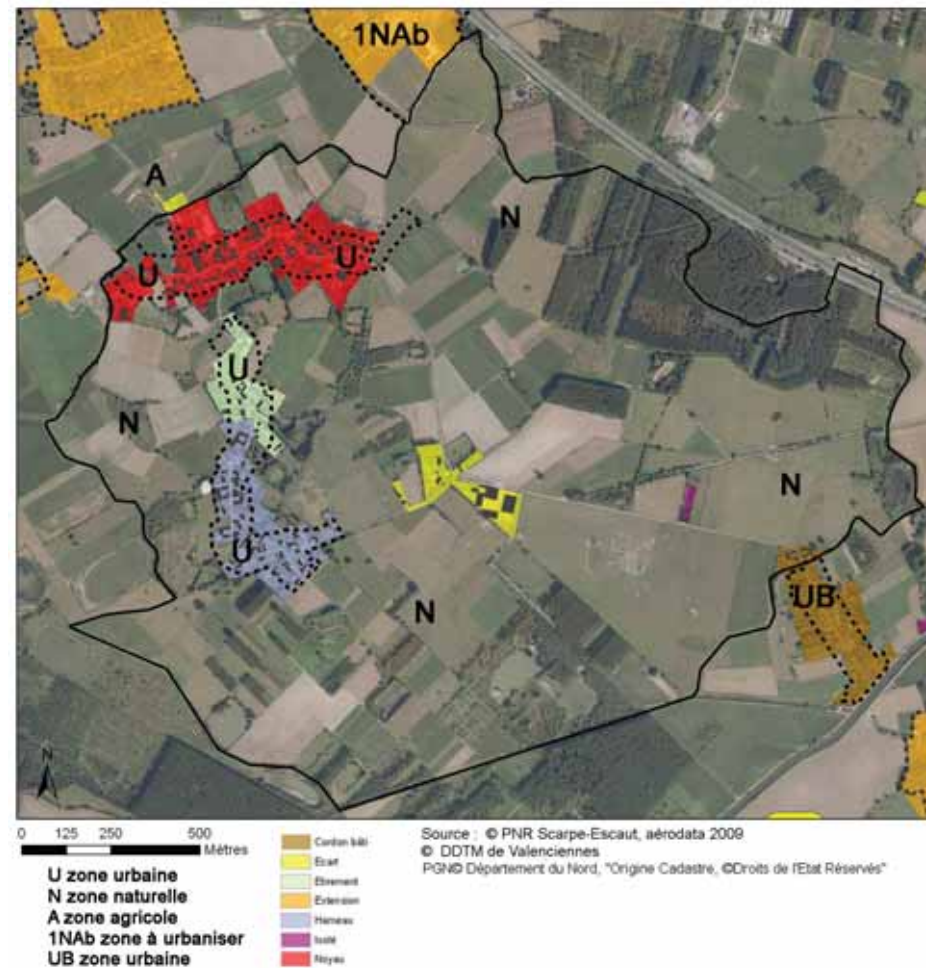 1NAb
A
N
U
U
U
N
N
U
UB
N
N
0 125 250 500
Mètres
U zone urbaine
N zone naturelle
A zone agricole
1NAb zone à urbaniser
UB zone urbaine
Cordon bâti
Ecart
Etirement
Extension
Hameau
Isolé
Noyau
Source : © PNR Scarpe-Escaut, aérodata 2009
© DDTM de Valenciennes
PGN© Département du Nord, "Origine Cadastre, ©Droits de l'Etat Réservés"